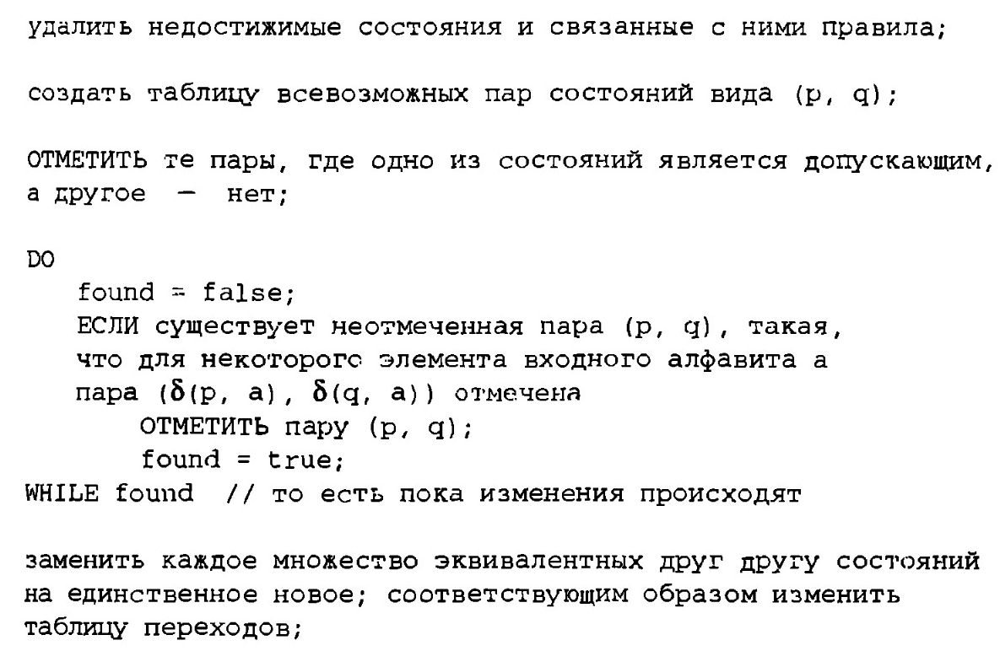 удалить недостижимые состояния и связанные с ними правила;
создать таблицу всевозможных пар состояний вида (p, q);
ОТМЕТИТЬ те пары, где одно из состояний является допускающим,
а другое — нет;
DO
found = false;
ЕСЛИ существует неотмеченная пара (p, q), такая,
что для некоторого элемента входного алфавита a
пара (δ(p, a), δ(q, a)) отмечена
ОТМЕТИТЬ пару (p, q);
found = true;
WHILE found // то есть пока изменения происходят
заменить каждое множество эквивалентных друг другу состояний
на единственное новое; соответствующим образом изменить
таблицу переходов;